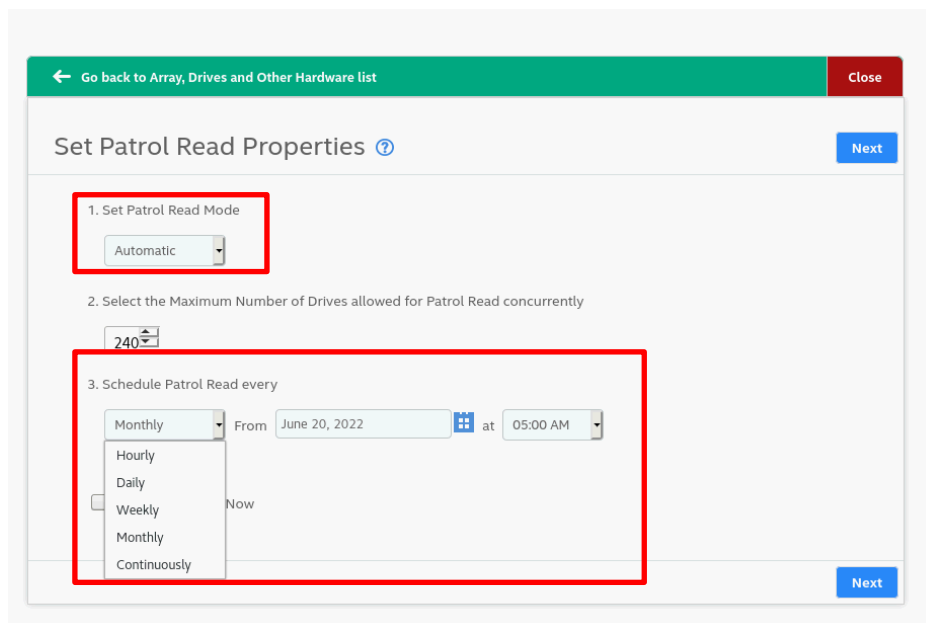 Go back to Array, Drives and Other Hardware list
Close
Set Patrol Read Properties ?
Next
1. Set Patrol Read Mode
Automatic
2. Select the Maximum Number of Drives allowed for Patrol Read concurrently
240
3. Schedule Patrol Read every
Monthly From June 20, 2022 at 05:00 AM
Hourly
Daily
Weekly
Now
Monthly
Continuously
Next